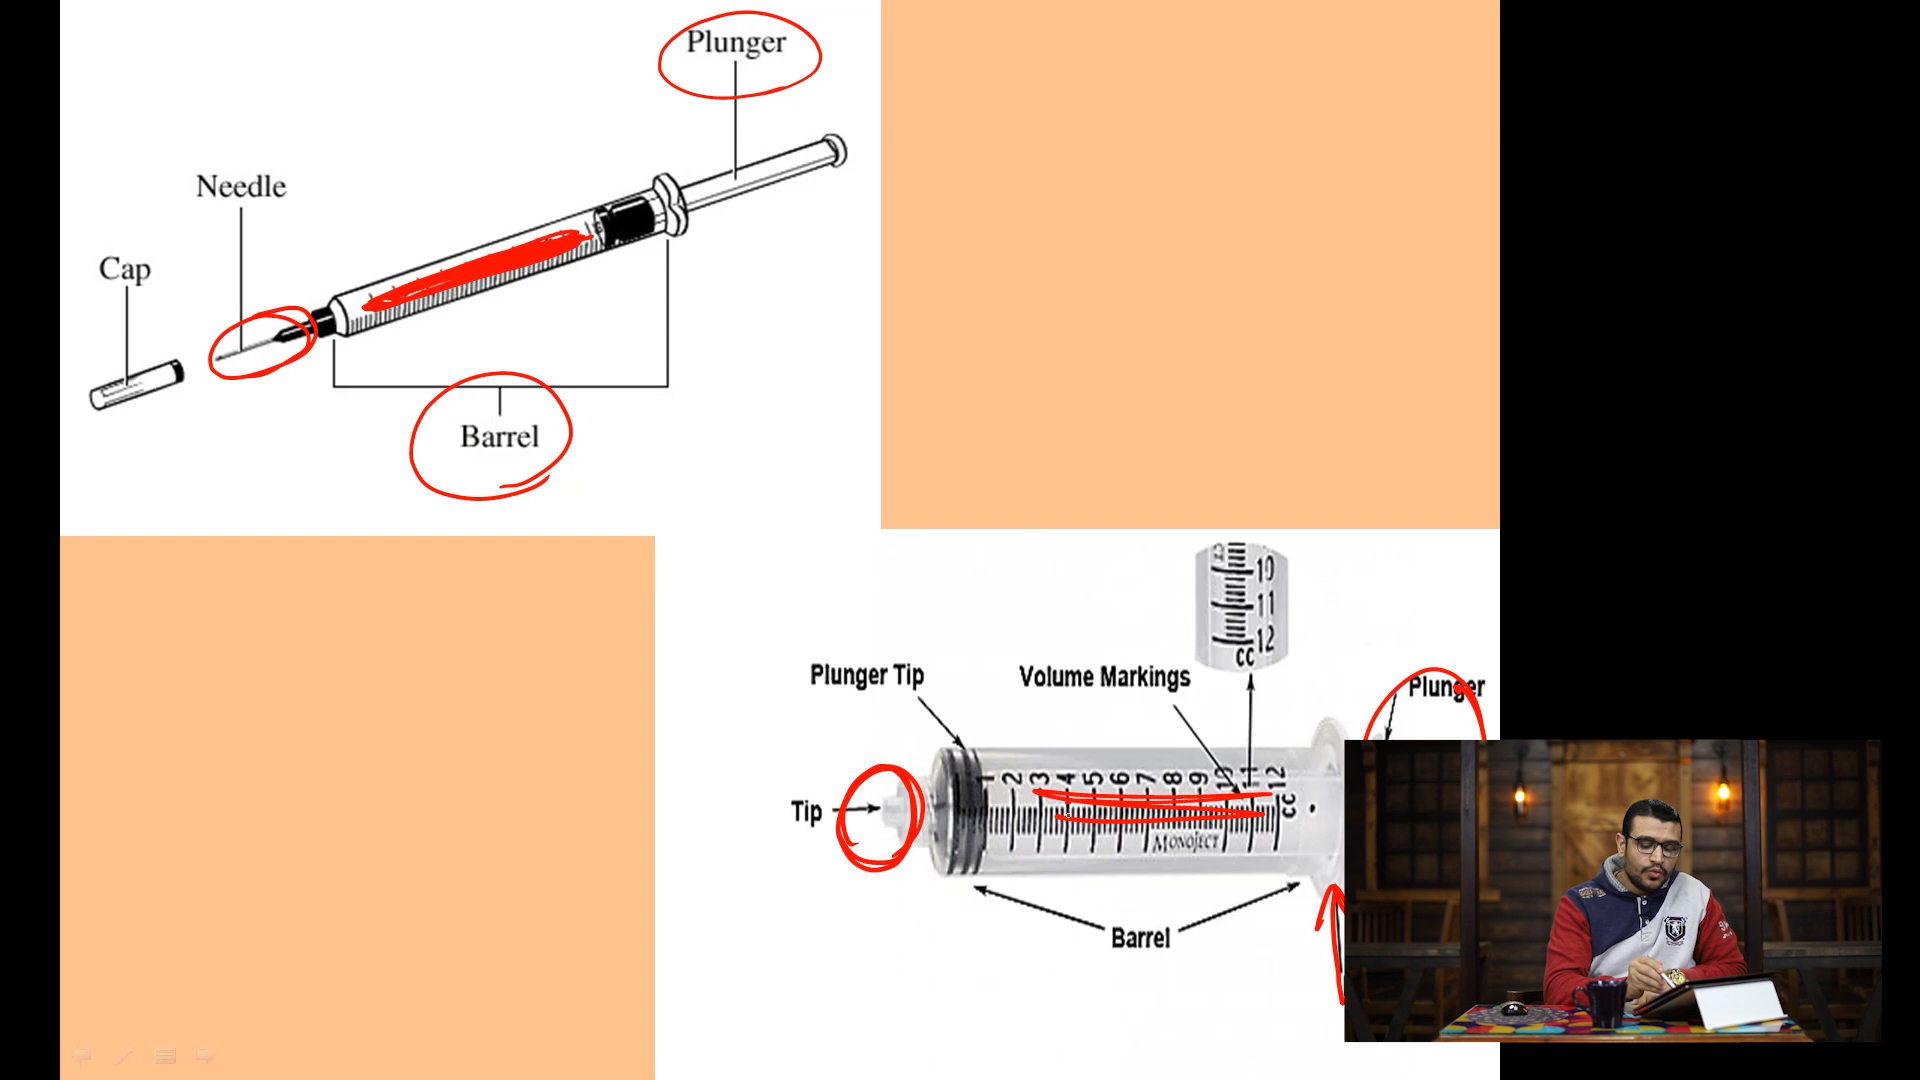 Plunger
Needle
Cap
Barrel
10
11
12
CC
Plunger Tip
Volume Markings
Plunger
Tip
1 2 3 4 5 6 7 8 9 10 11 12 CC
MONOJECT
Barrel